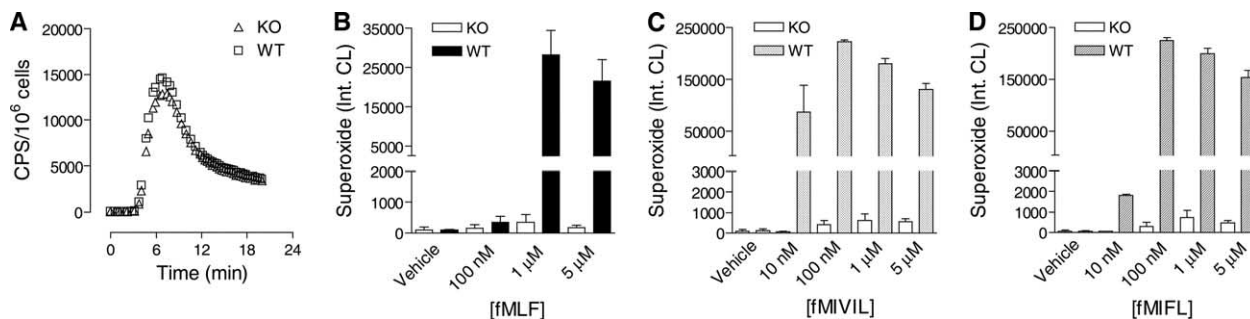 A
KO
WT
CPS/10⁶ cells
20000
15000
10000
5000
0
0 6 12 18 24
Time (min)
B
KO
WT
Superoxide (Int. CL)
35000
25000
15000
2000
1000
0
Vehicle
100 nM
1 µM
5 µM
[fMLF]
C
KO
WT
Superoxide (Int. CL)
250000
150000
50000
3000
2000
1000
0
Vehicle
10 nM
100 nM
1 µM
5 µM
[fMIVIL]
D
KO
WT
Superoxide (Int. CL)
250000
150000
50000
3000
2000
1000
0
Vehicle
10 nM
100 nM
1 µM
5 µM
[fMIFL]